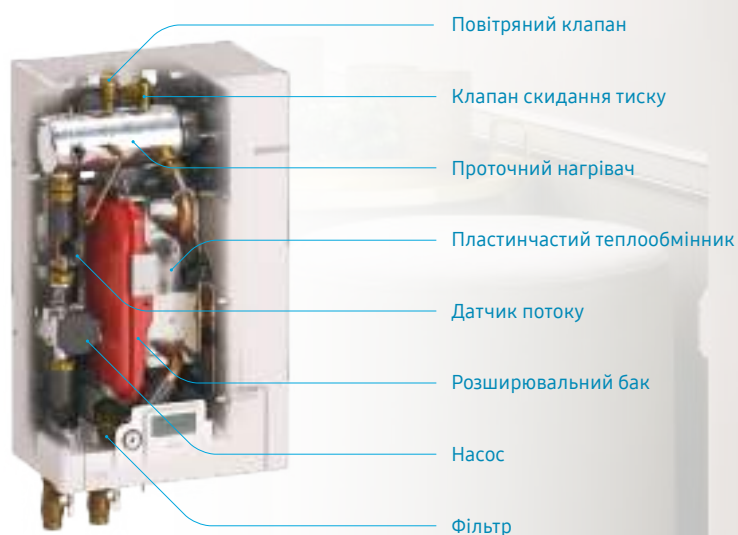 Повітряний клапан
Клапан скидання тиску
Проточний нагрівач
Пластинчастий теплообмінник
Датчик потоку
Розширювальний бак
Насос
Фільтр